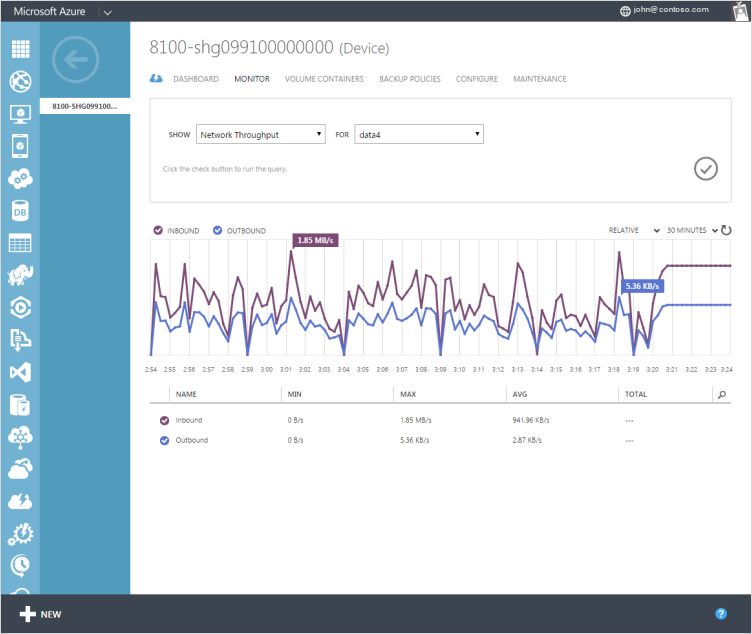 Microsoft Azure
john@contoso.com
8100-SHG099100...
8100-shg099100000000 (Device)
DASHBOARD MONITOR VOLUME CONTAINERS BACKUP POLICIES CONFIGURE MAINTENANCE
SHOW Network Throughput FOR data4
Click the check button to run the query.
INBOUND OUTBOUND RELATIVE 30 MINUTES
1.85 MB/s
5.36 KB/s
2:54 2:55 2:56 2:57 2:58 2:59 3:00 3:01 3:02 3:03 3:04 3:05 3:06 3:07 3:08 3:09 3:10 3:11 3:12 3:13 3:14 3:15 3:16 3:17 3:18 3:19 3:20 3:21 3:22 3:23 3:24
NAME MIN MAX AVG TOTAL
Inbound 0 B/s 1.85 MB/s 941.96 KB/s ---
Outbound 0 B/s 5.36 KB/s 2.87 KB/s ---
DB
NEW
?